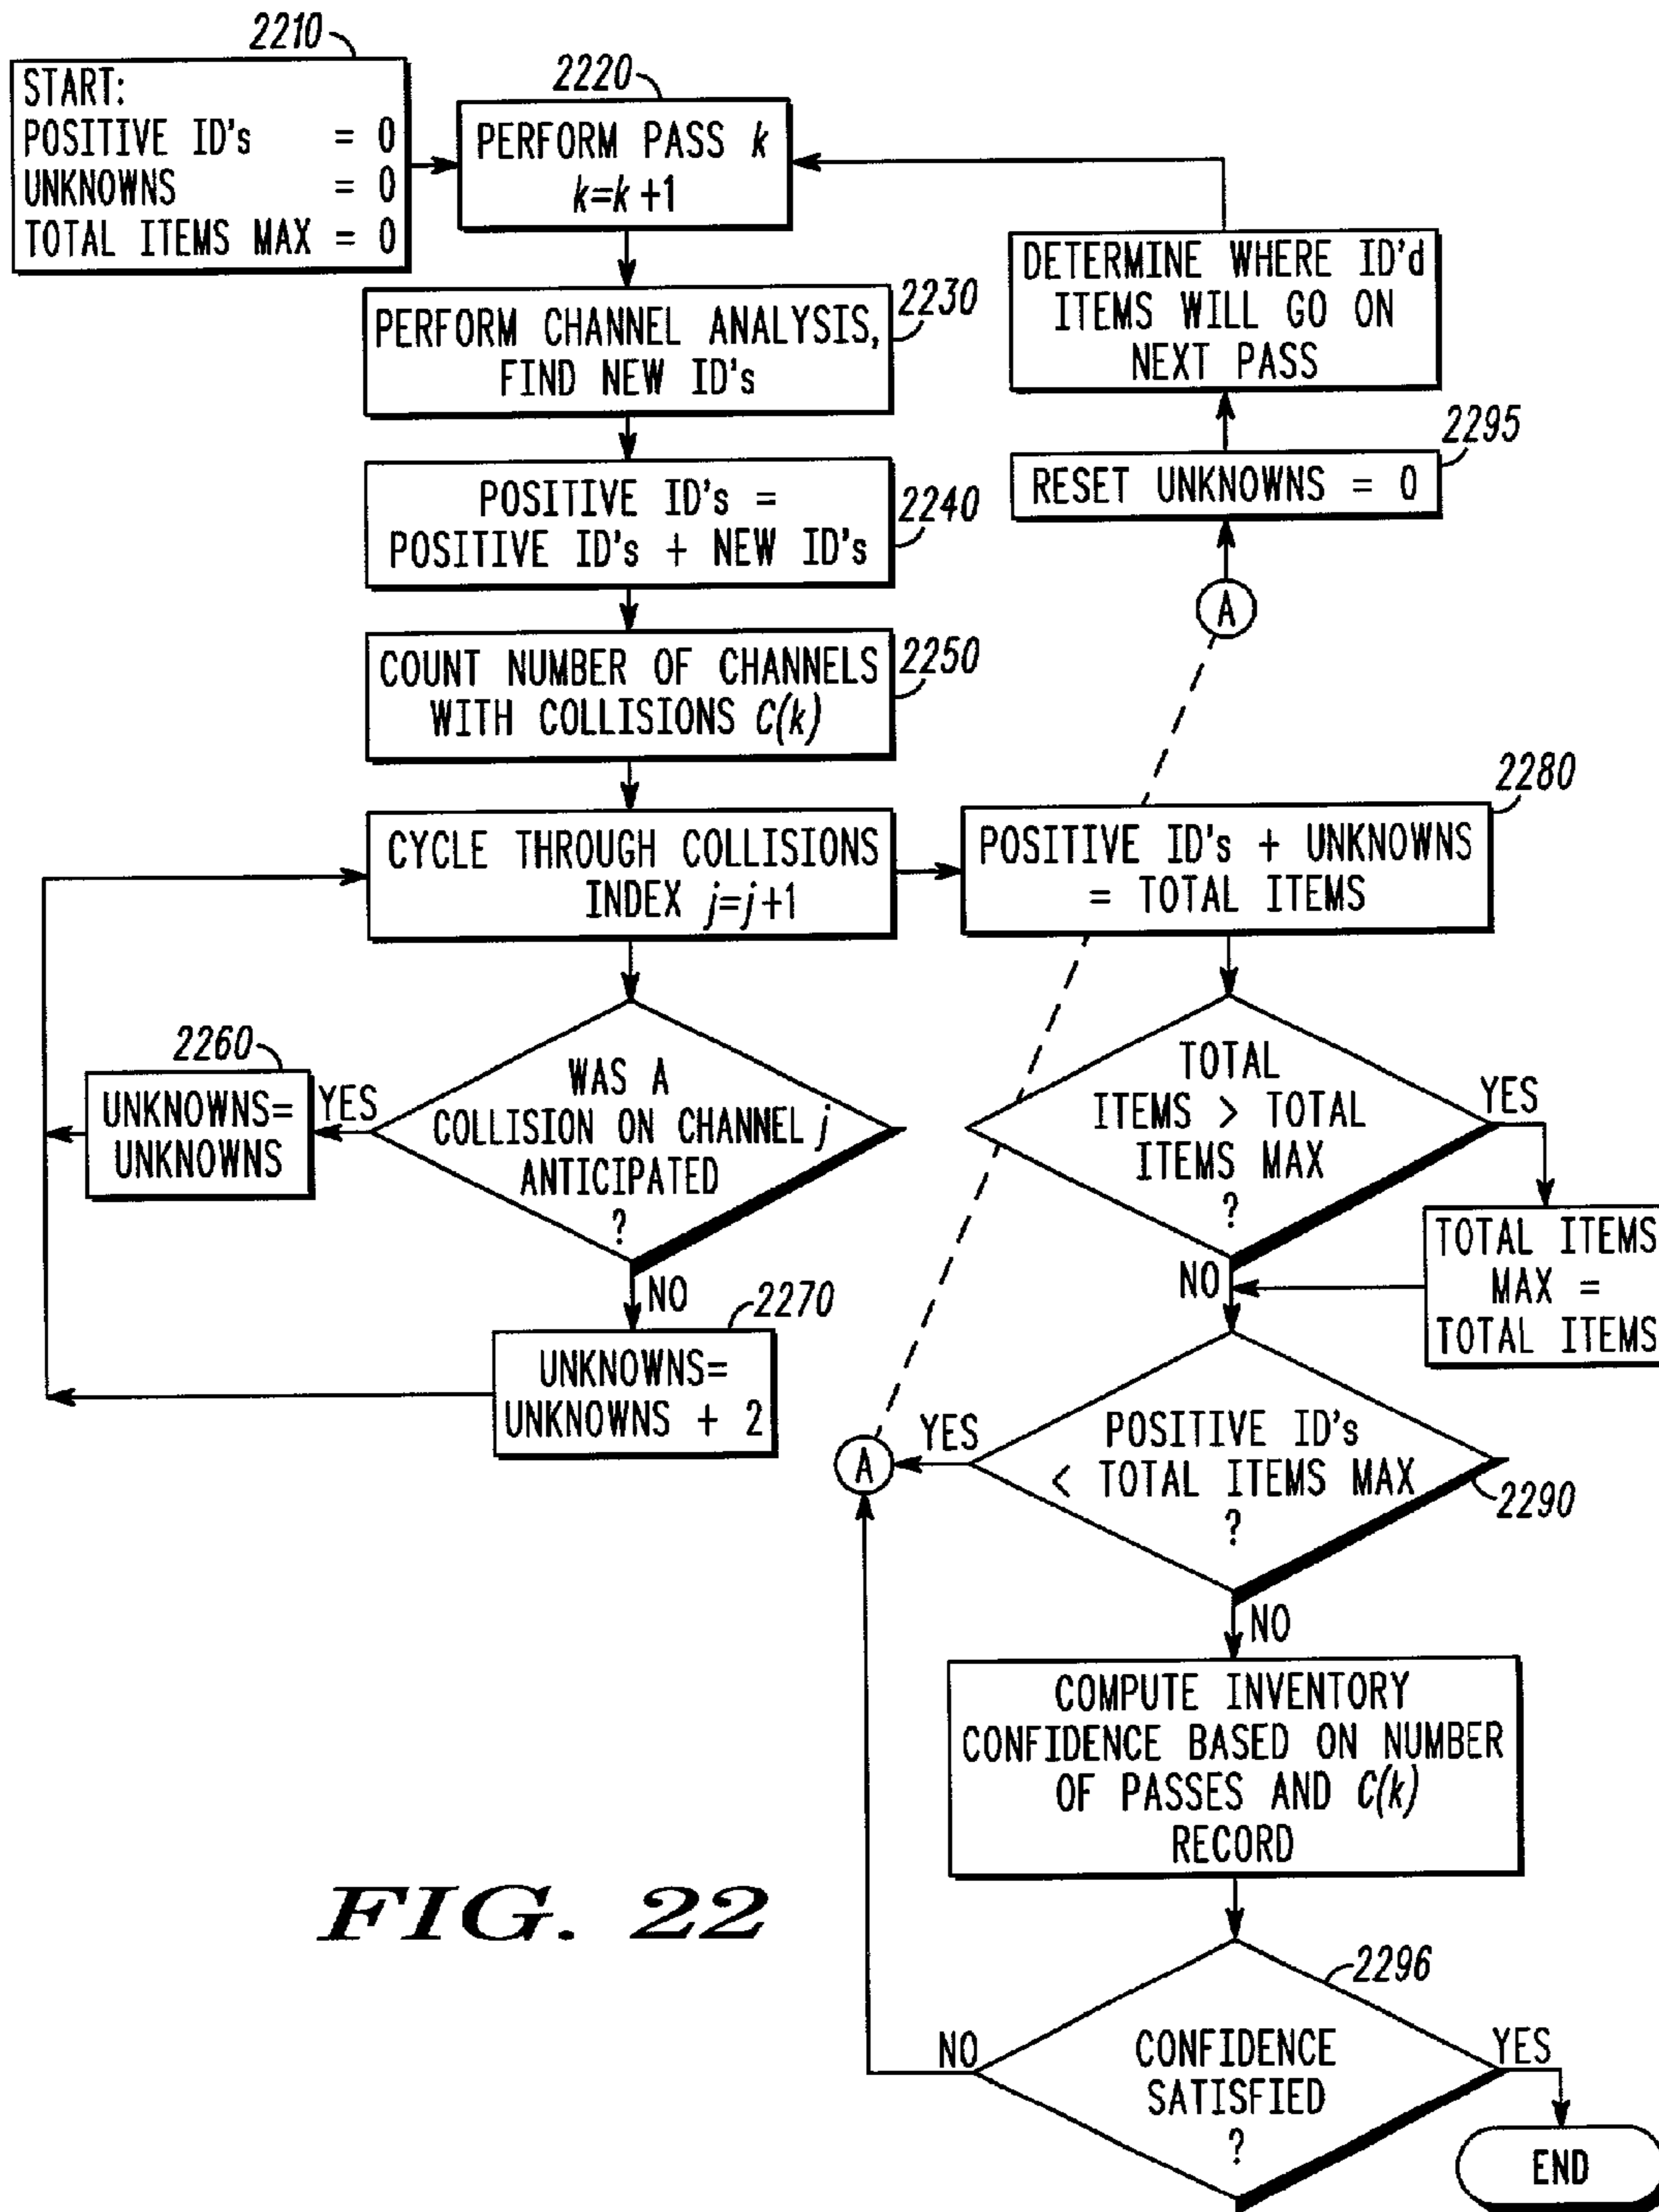 2210
START:
POSITIVE ID's = 0
UNKNOWNS = 0
TOTAL ITEMS MAX = 0
2220
PERFORM PASS k
k=k+1
2230
PERFORM CHANNEL ANALYSIS,
FIND NEW ID's
2240
POSITIVE ID's =
POSITIVE ID's + NEW ID's
2250
COUNT NUMBER OF CHANNELS
WITH COLLISIONS C(k)
CYCLE THROUGH COLLISIONS
INDEX j=j+1
WAS A
COLLISION ON CHANNEL j
ANTICIPATED
?
YES
2260
UNKNOWNS=
UNKNOWNS
NO
2270
UNKNOWNS=
UNKNOWNS + 2
DETERMINE WHERE ID'd
ITEMS WILL GO ON
NEXT PASS
2295
RESET UNKNOWNS = 0
A
2280
POSITIVE ID's + UNKNOWNS
= TOTAL ITEMS
TOTAL
ITEMS > TOTAL
ITEMS MAX
?
YES
TOTAL ITEMS
MAX =
TOTAL ITEMS
NO
POSITIVE ID's
< TOTAL ITEMS MAX
?
2290
YES
A
NO
COMPUTE INVENTORY
CONFIDENCE BASED ON NUMBER
OF PASSES AND C(k)
RECORD
2296
CONFIDENCE
SATISFIED
?
NO
YES
END
FIG. 22